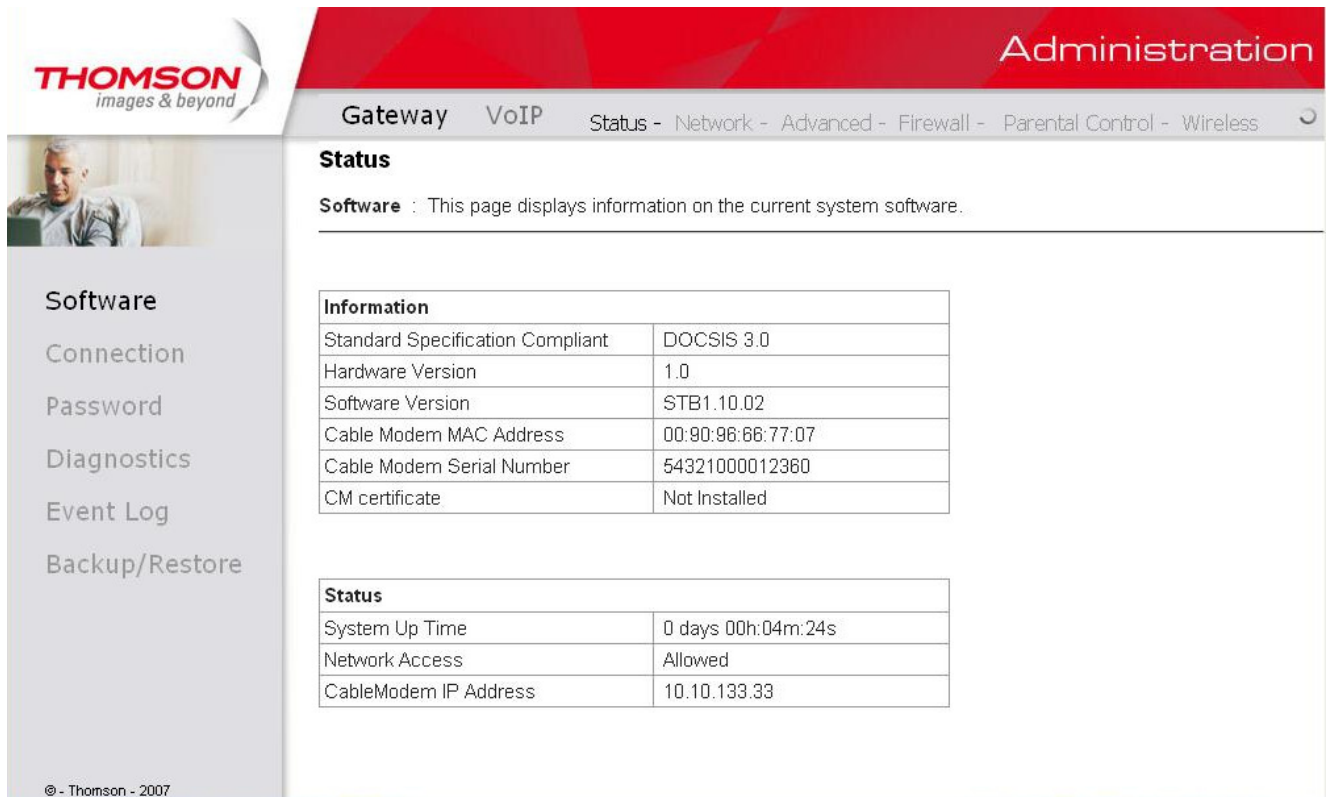 THOMSON
images & beyond
Administration
Gateway VoIP Status - Network - Advanced - Firewall - Parental Control - Wireless
Status
Software : This page displays information on the current system software.
Software
Connection
Password
Diagnostics
Event Log
Backup/Restore
Information
Standard Specification Compliant DOCSIS 3.0
Hardware Version 1.0
Software Version STB1.10.02
Cable Modem MAC Address 00:90:96:66:77:07
Cable Modem Serial Number 54321000012360
CM certificate Not Installed
Status
System Up Time 0 days 00h:04m:24s
Network Access Allowed
CableModem IP Address 10.10.133.33
© - Thomson - 2007